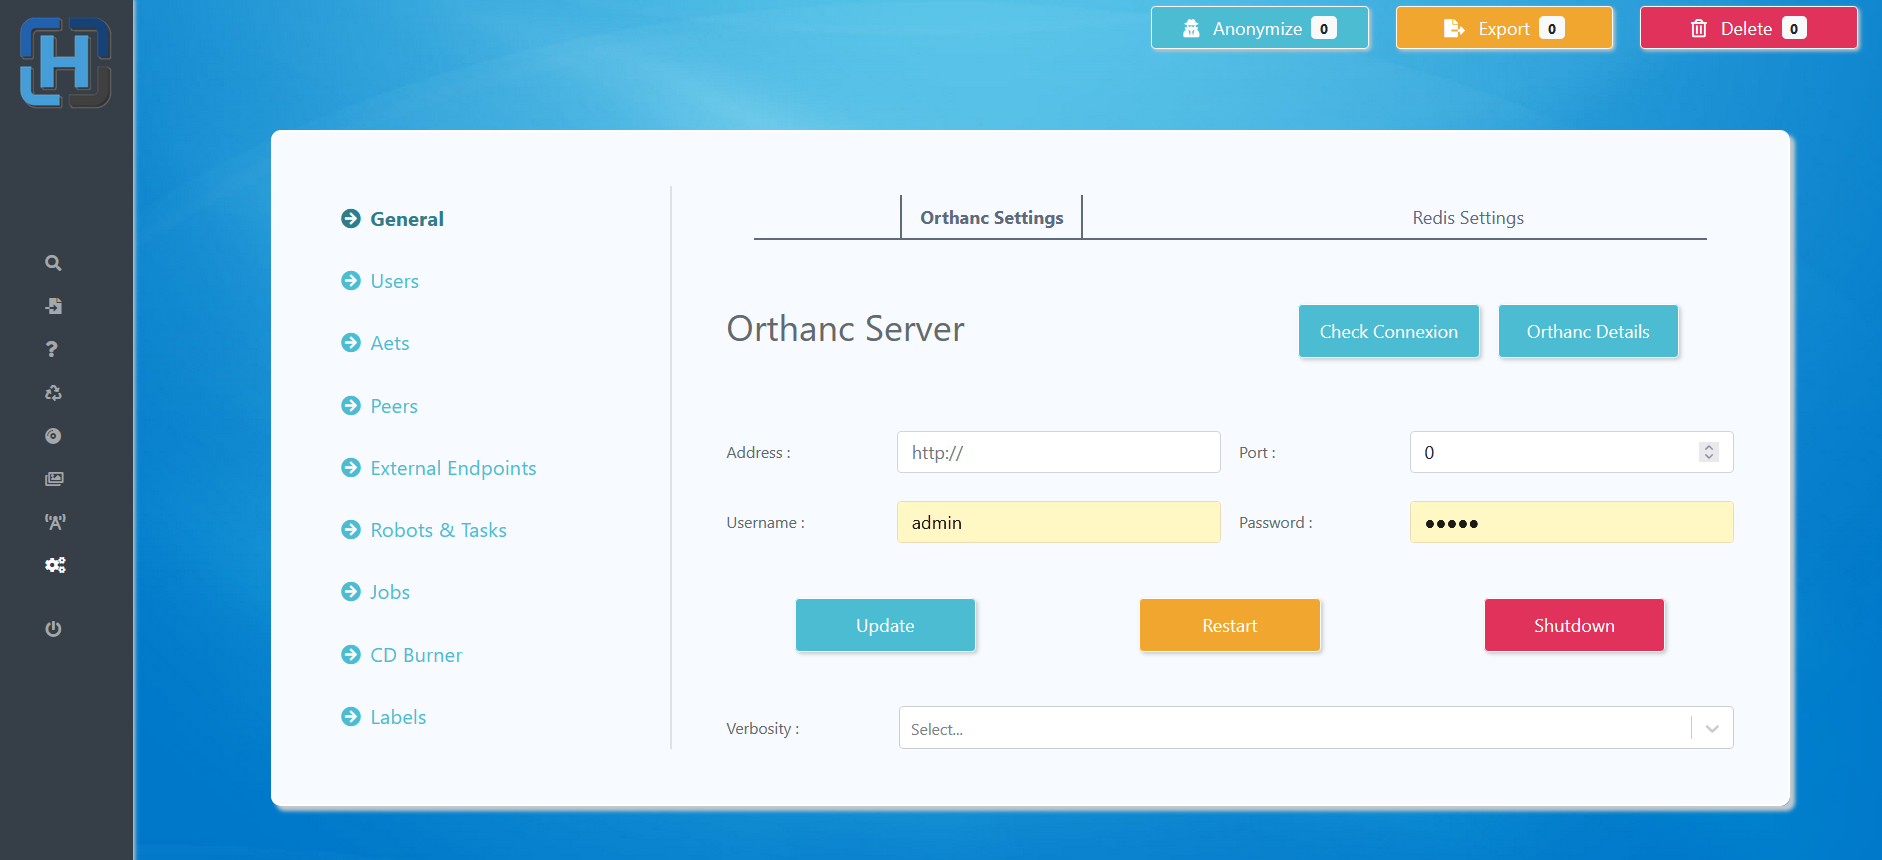 H
Anonymize 0
Export 0
Delete 0
General
Users
Aets
Peers
External Endpoints
Robots & Tasks
Jobs
CD Burner
Labels
Orthanc Settings
Redis Settings
Orthanc Server
Check Connexion
Orthanc Details
Address :
http://
Port :
0
Username :
admin
Password :
•••••
Update
Restart
Shutdown
Verbosity :
Select...